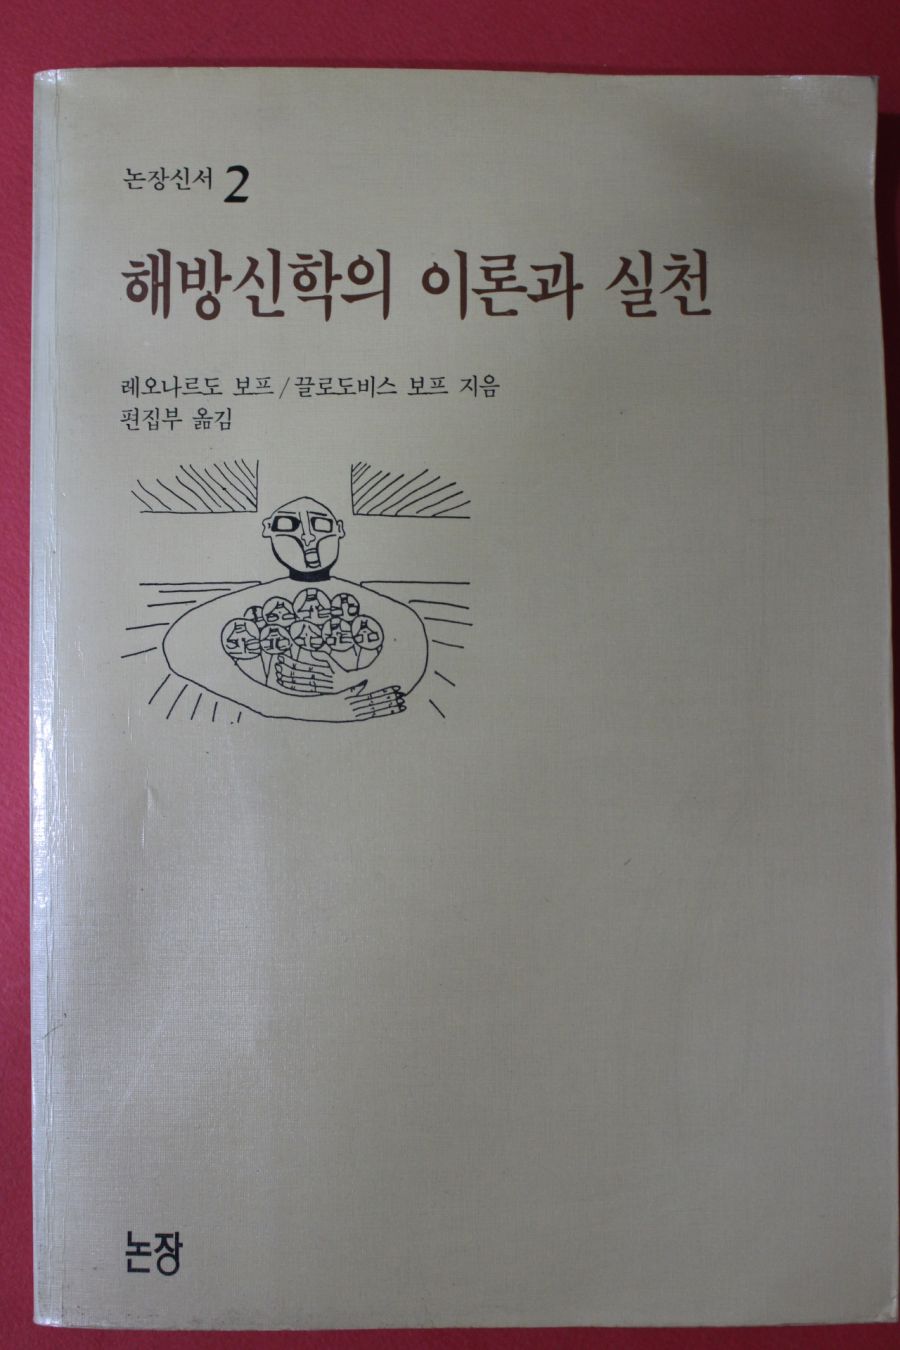 논장신서 2
해방신학의 이론과 실천
레오나르도 보프/끌로도비스 보프 지음
편집부 옮김
논장